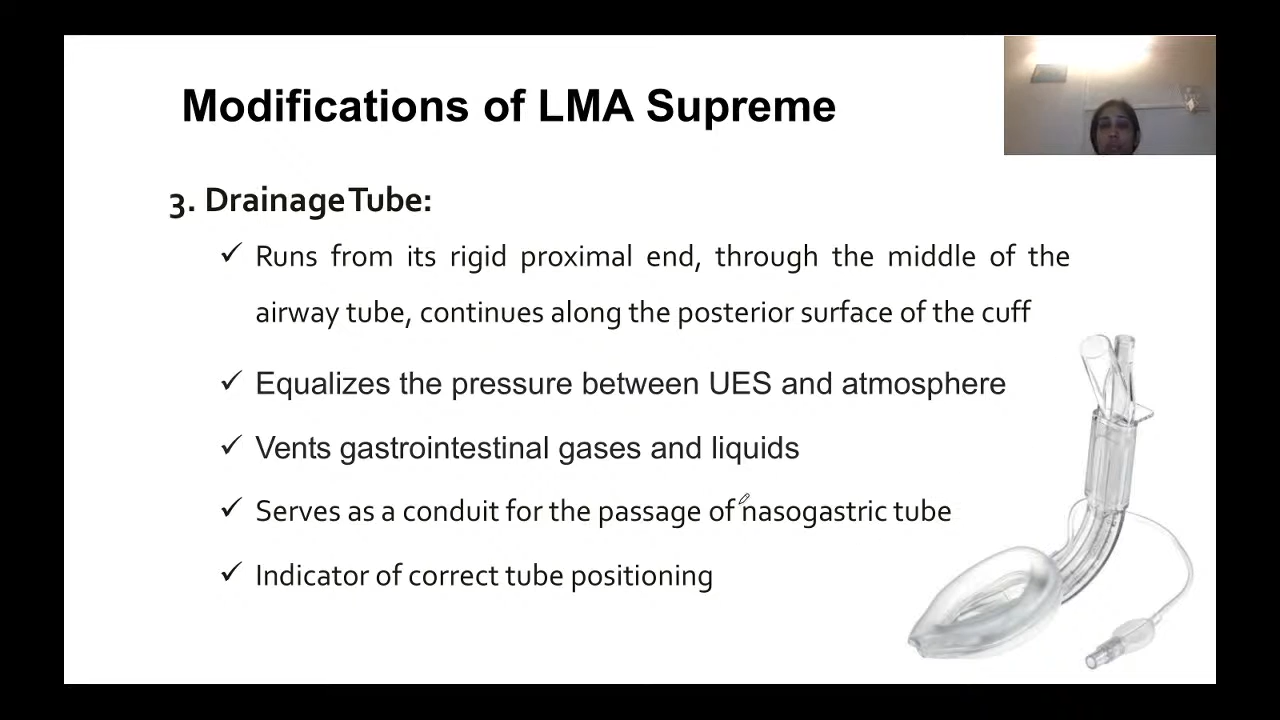 Modifications of LMA Supreme
3. Drainage Tube:
✓ Runs from its rigid proximal end, through the middle of the
airway tube, continues along the posterior surface of the cuff
✓ Equalizes the pressure between UES and atmosphere
✓ Vents gastrointestinal gases and liquids
✓ Serves as a conduit for the passage of nasogastric tube
✓ Indicator of correct tube positioning